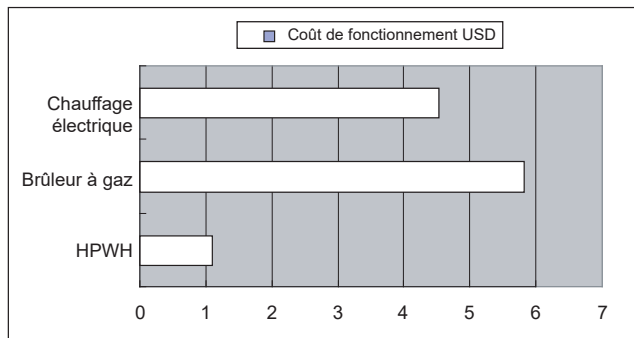 Coût de fonctionnement USD
Chauffage
électrique
Brûleur à gaz
HPWH
0 1 2 3 4 5 6 7